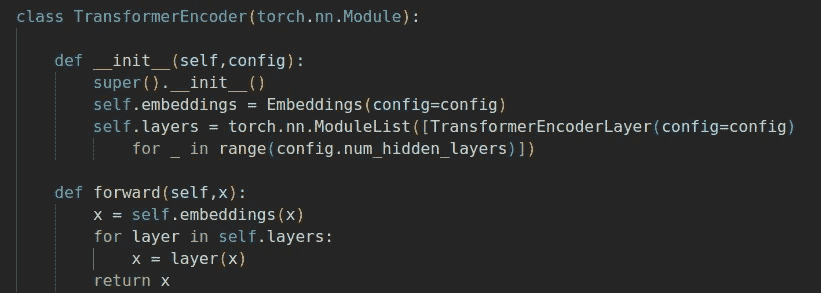 class TransformerEncoder(torch.nn.Module):
def __init__(self,config):
super().__init__()
self.embeddings = Embeddings(config=config)
self.layers = torch.nn.ModuleList([TransformerEncoderLayer(config=config)
for _ in range(config.num_hidden_layers)])
def forward(self,x):
x = self.embeddings(x)
for layer in self.layers:
x = layer(x)
return x